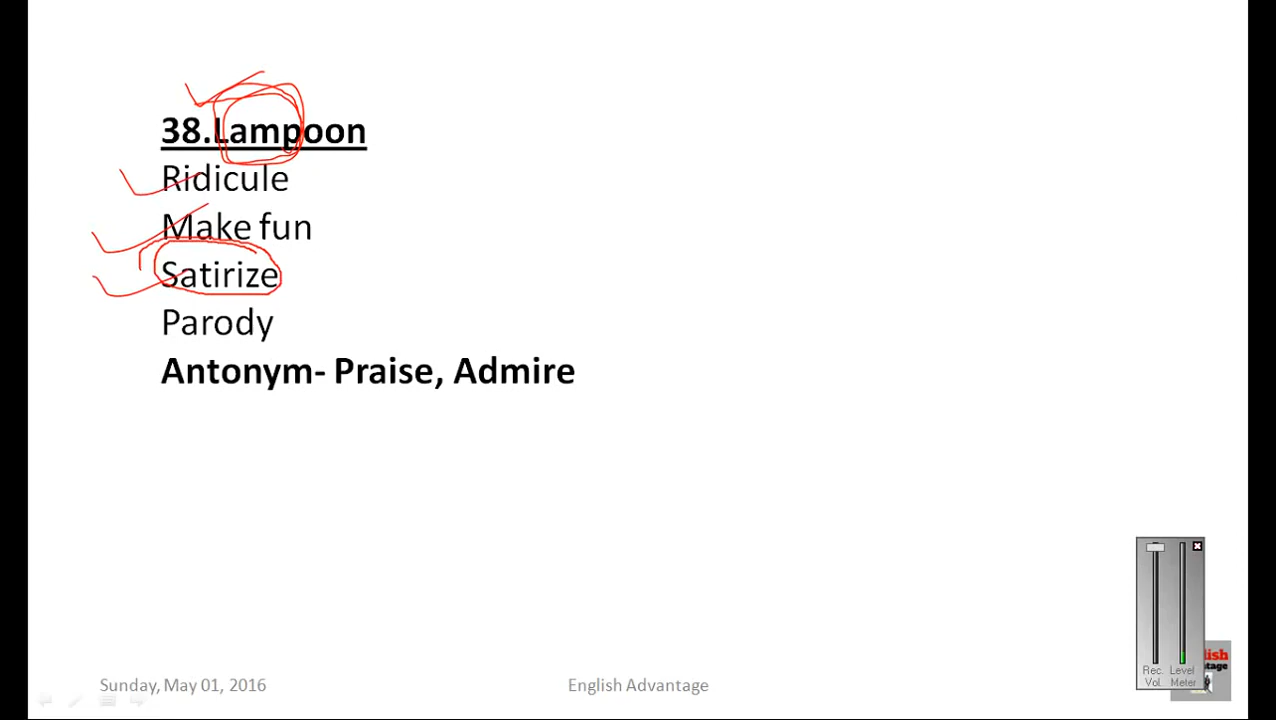 38.Lampoon
Ridicule
Make fun
Satirize
Parody
Antonym- Praise, Admire
Sunday, May 01, 2016
English Advantage
Rec. Level
Vol. Meter